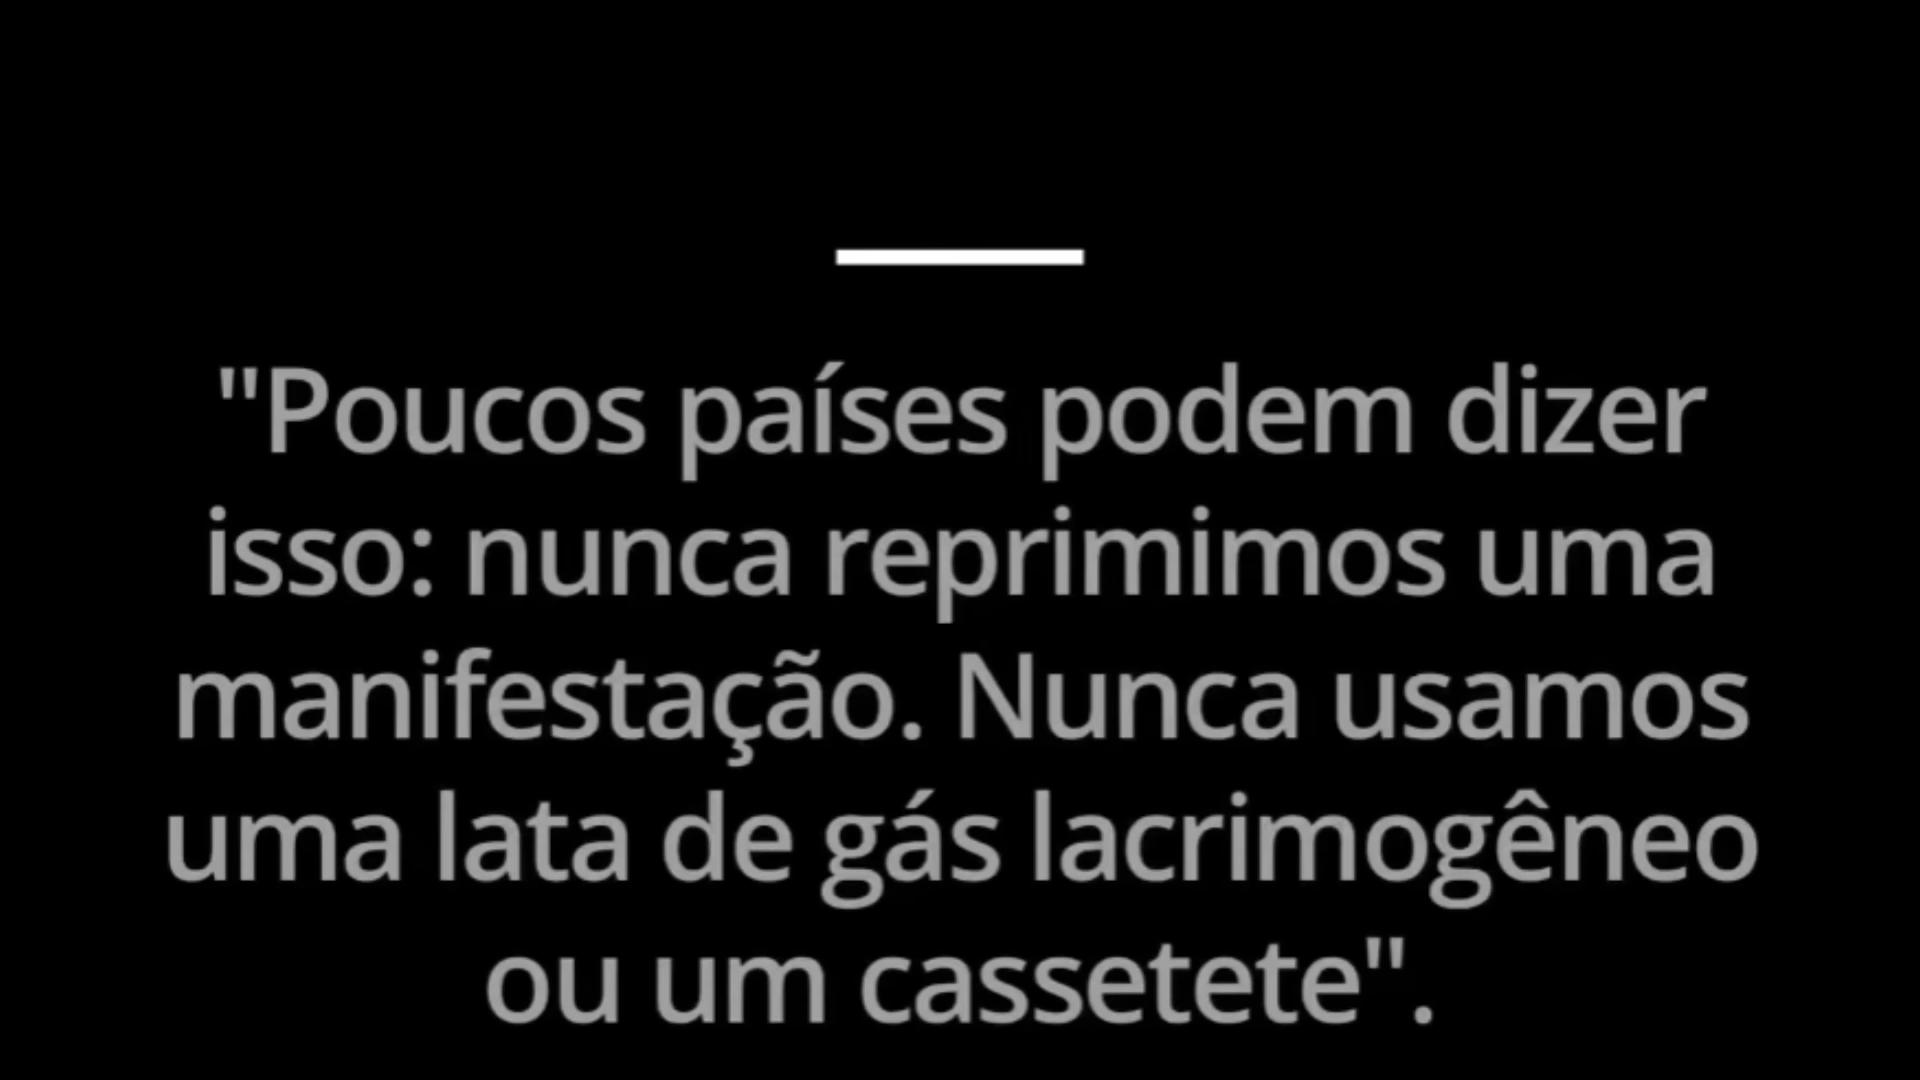 "Poucos países podem dizer
isso: nunca reprimimos uma
manifestação. Nunca usamos
uma lata de gás lacrimogêneo
ou um cassetete".